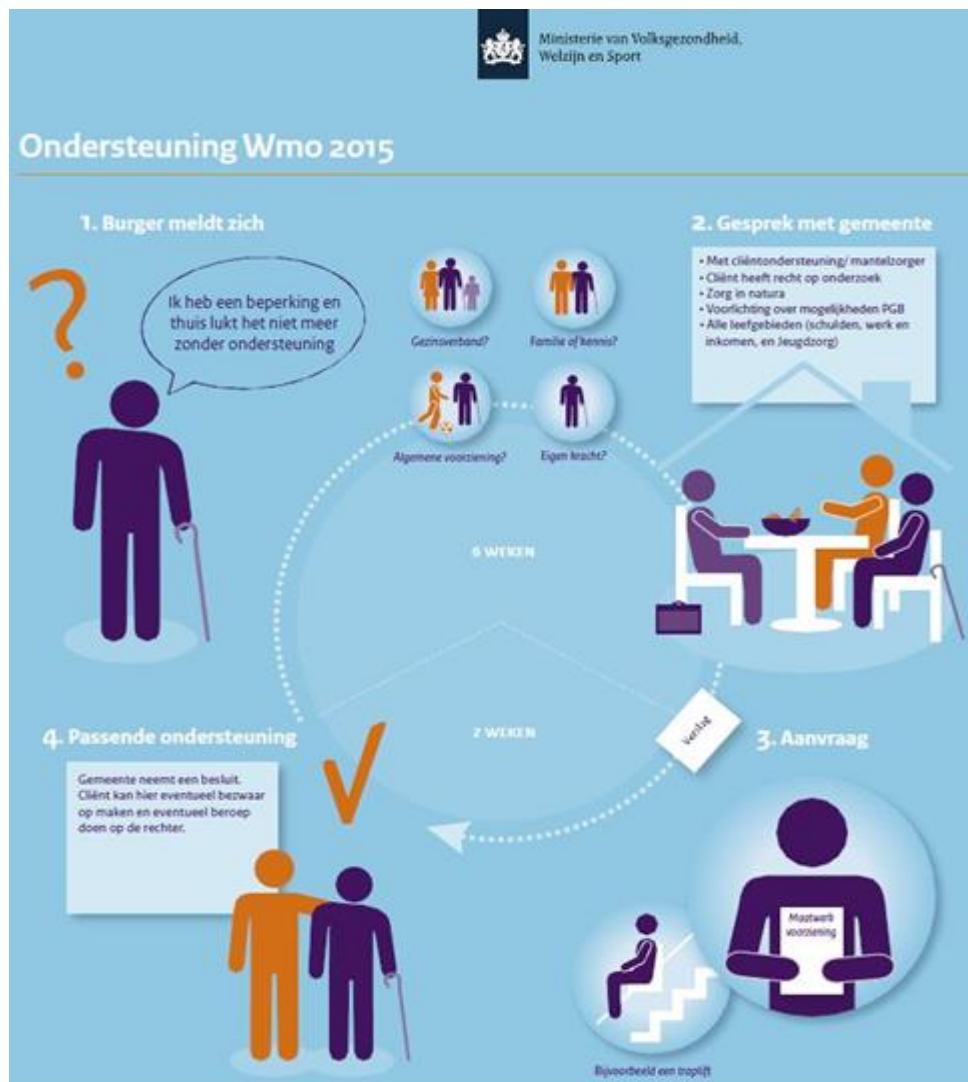 Ministerie van Volksgezondheid,
Welzijn en Sport
Ondersteuning Wmo 2015
1. Burger meldt zich
?
Ik heb een beperking en
thuis lukt het niet meer
zonder ondersteuning
Gezinsverband?
Familie of kennis?
Algemene voorziening?
Eigen kracht?
2. Gesprek met gemeente
• Met cliëntondersteuning/ mantelzorger
• Cliënt heeft recht op onderzoek
• Zorg in natura
• Voorlichting over mogelijkheden PGB
• Alle leefgebieden (schulden, werk en
inkomen, en Jeugdzorg)
6 WEKEN
2 WEKEN
Verslag
3. Aanvraag
Maatwerk
voorziening
Bijvoorbeeld een traplift
4. Passende ondersteuning
Gemeente neemt een besluit.
Cliënt kan hier eventueel bezwaar
op maken en eventueel beroep
doen op de rechter.